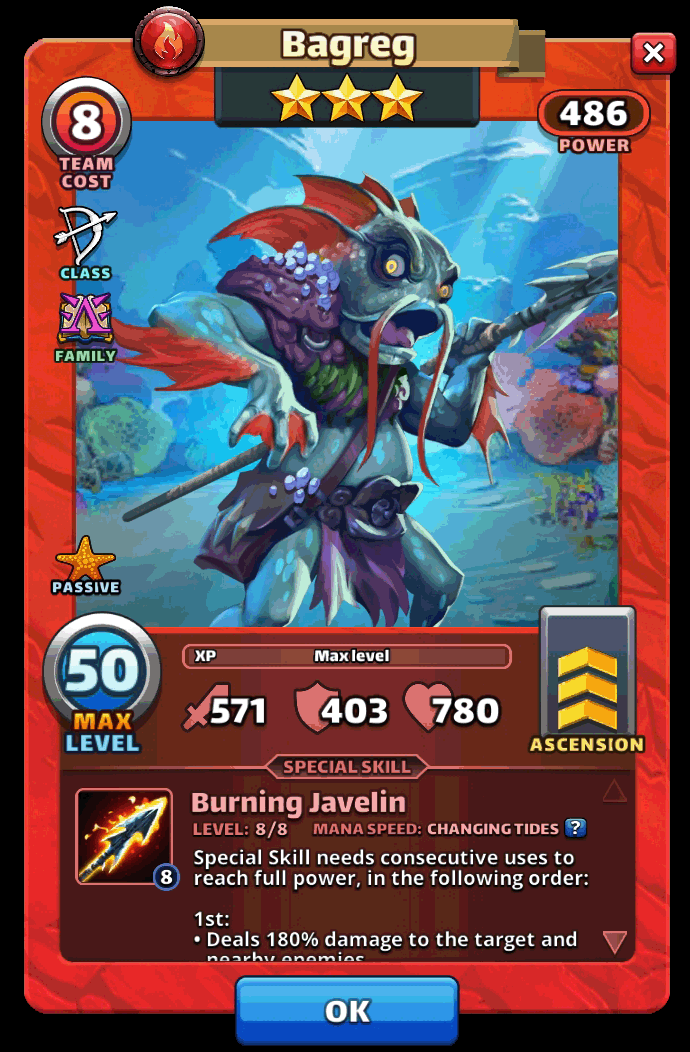 Bagreg
8
TEAM
COST
486
POWER
CLASS
FAMILY
PASSIVE
50
MAX
LEVEL
XP Max level
571 403 780
ASCENSION
SPECIAL SKILL
Burning Javelin
LEVEL: 8/8 MANA SPEED: CHANGING TIDES ?
8
Special Skill needs consecutive uses to
reach full power, in the following order:
1st:
• Deals 180% damage to the target and
nearby enemies
OK